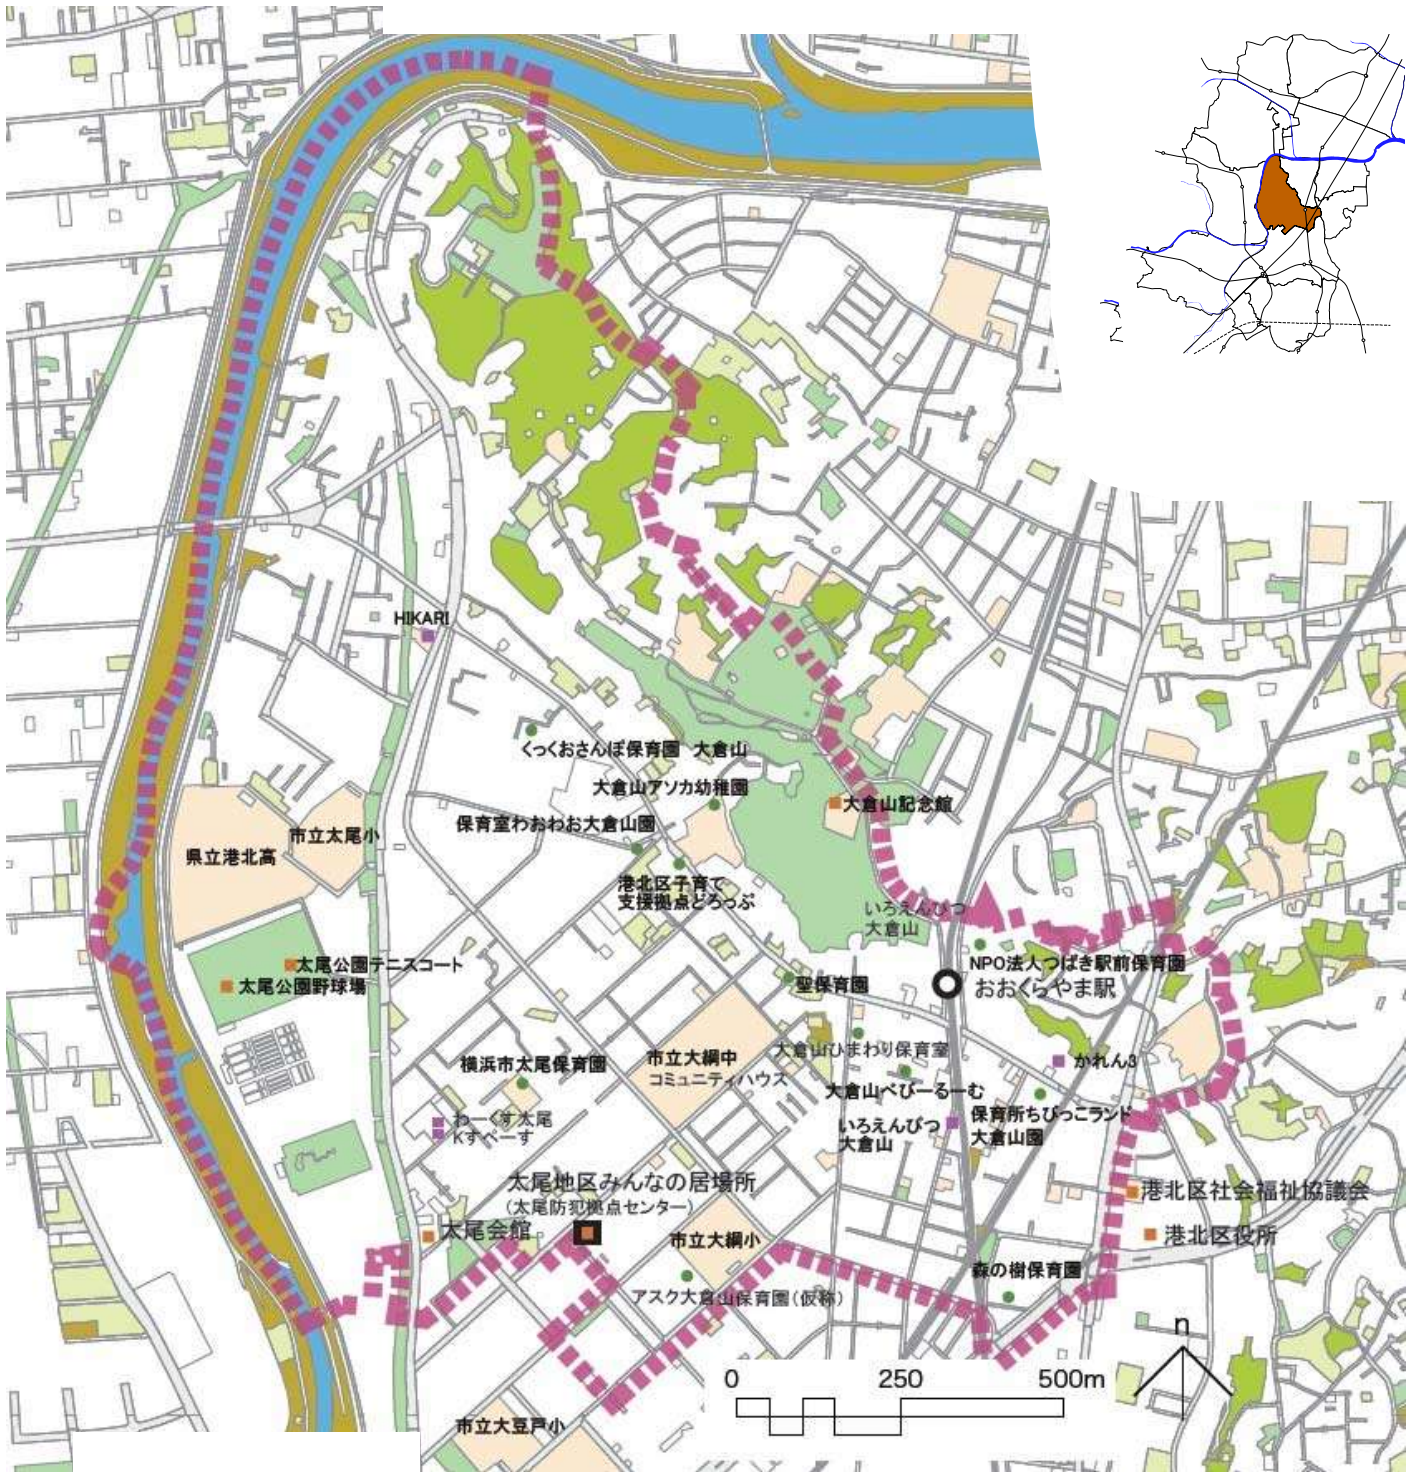 HIKARI
くっくおさんぽ保育園 大倉山
大倉山アソカ幼稚園
大倉山記念館
保育室わおわお大倉山園
市立太尾小
県立港北高
港北区子育て
支援拠点どろっぷ
いろえんぴつ
大倉山
太尾公園テニスコート
太尾公園野球場
聖保育園
NPO法人つばき駅前保育園
おおくらやま駅
横浜市太尾保育園
市立大綱中
コミュニティハウス
大倉山ひまわり保育室
かれん3
大倉山べびーるーむ
わーくす太尾
Kすぺーす
いろえんぴつ
大倉山
保育所ちびっこランド
大倉山園
太尾地区みんなの居場所
(太尾防犯拠点センター)
港北区社会福祉協議会
太尾会館
市立大綱小
港北区役所
森の樹保育園
アスク大倉山保育園(仮称)
n
0 250 500m
市立大豆戸小